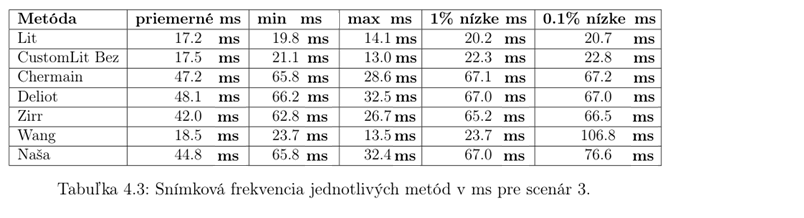 Metóda priemerné ms min ms max ms 1% nízke ms 0.1% nízke ms
Lit 17.2 ms 19.8 ms 14.1 ms 20.2 ms 20.7 ms
CustomLit Bez 17.5 ms 21.1 ms 13.0 ms 22.3 ms 22.8 ms
Chermain 47.2 ms 65.8 ms 28.6 ms 67.1 ms 67.2 ms
Deliot 48.1 ms 66.2 ms 32.5 ms 67.0 ms 67.0 ms
Zirr 42.0 ms 62.8 ms 26.7 ms 65.2 ms 66.5 ms
Wang 18.5 ms 23.7 ms 13.5 ms 23.7 ms 106.8 ms
Naša 44.8 ms 65.8 ms 32.4 ms 67.0 ms 76.6 ms
Tabuľka 4.3: Snímková frekvencia jednotlivých metód v ms pre scenár 3.